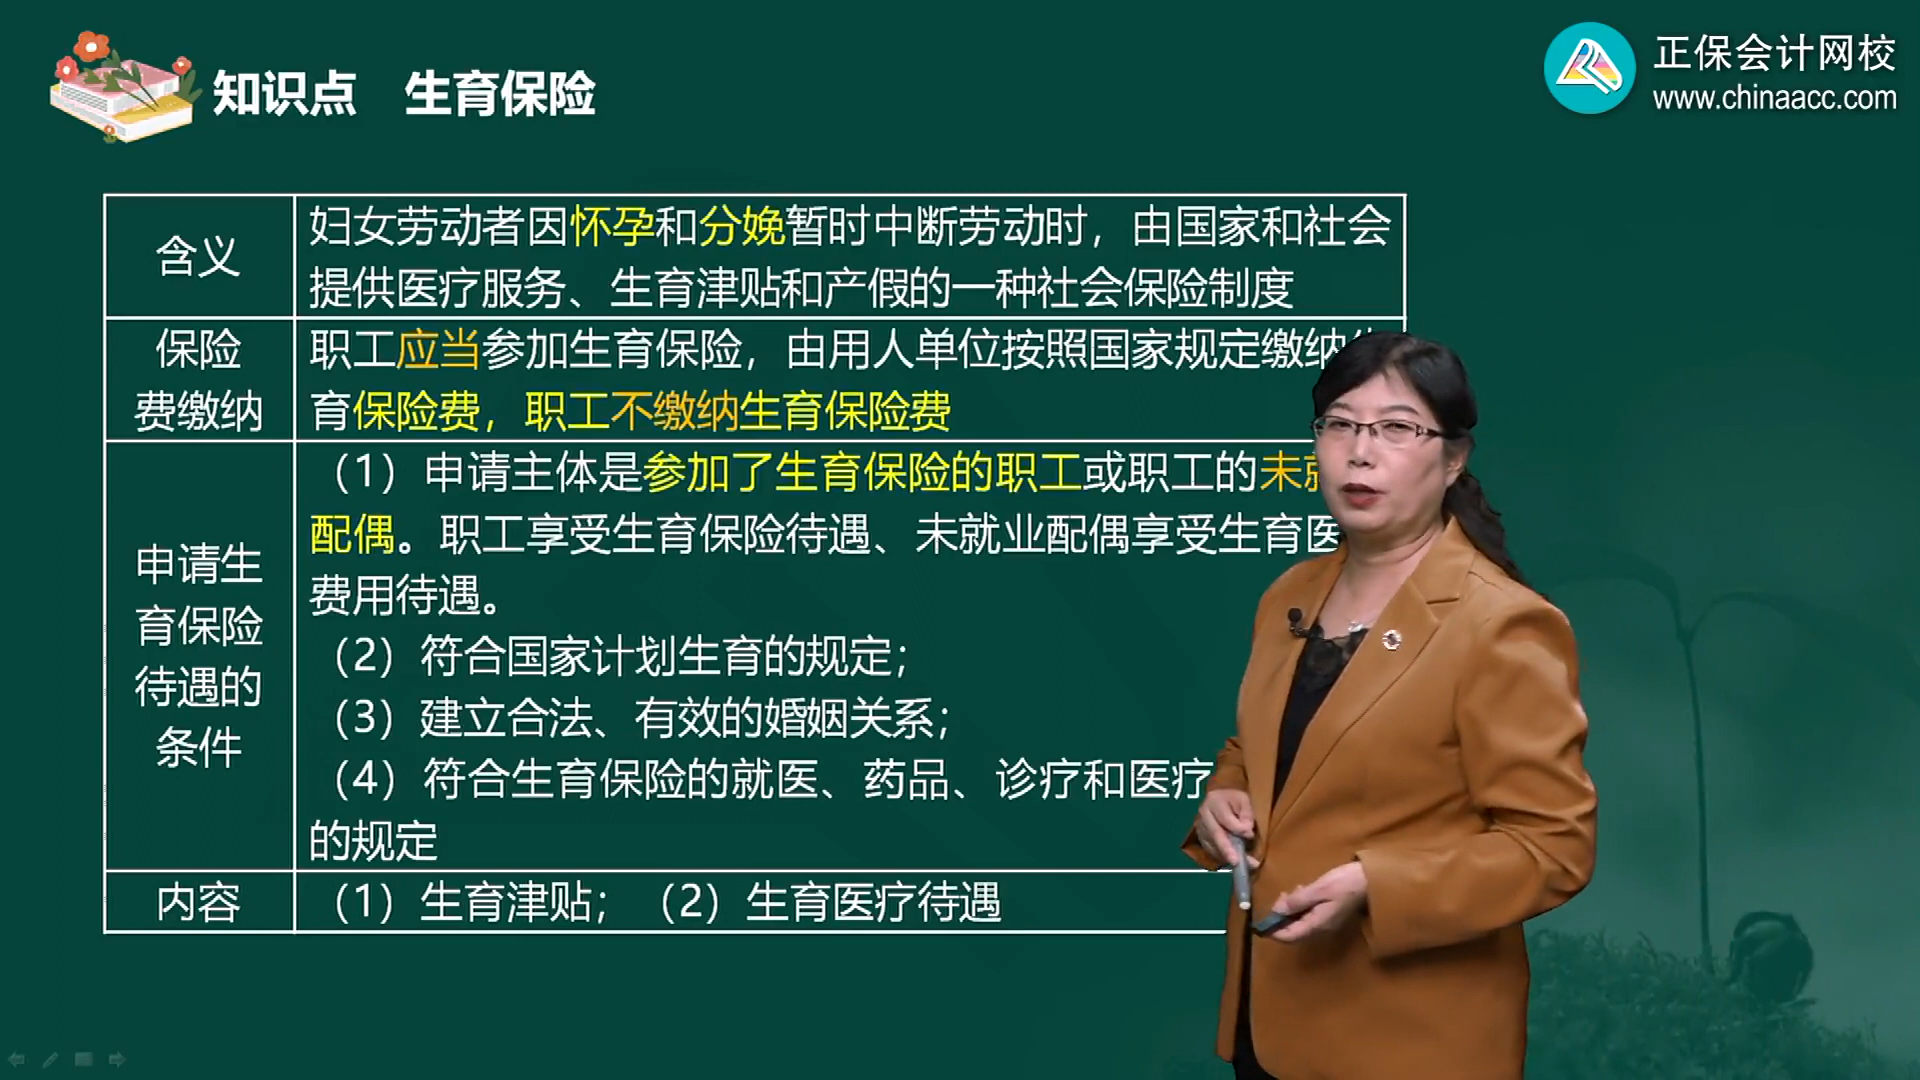 知识点 生育保险
正保会计网校
www.chinaacc.com
含义
妇女劳动者因怀孕和分娩暂时中断劳动时，由国家和社会
提供医疗服务、生育津贴和产假的一种社会保险制度
保险
费缴纳
职工应当参加生育保险，由用人单位按照国家规定缴纳
育保险费，职工不缴纳生育保险费
申请生
育保险
待遇的
条件
（1）申请主体是参加了生育保险的职工或职工的未
配偶。职工享受生育保险待遇、未就业配偶享受生育医
费用待遇。
（2）符合国家计划生育的规定；
（3）建立合法、有效的婚姻关系；
（4）符合生育保险的就医、药品、诊疗和医疗
的规定
内容
（1）生育津贴；（2）生育医疗待遇